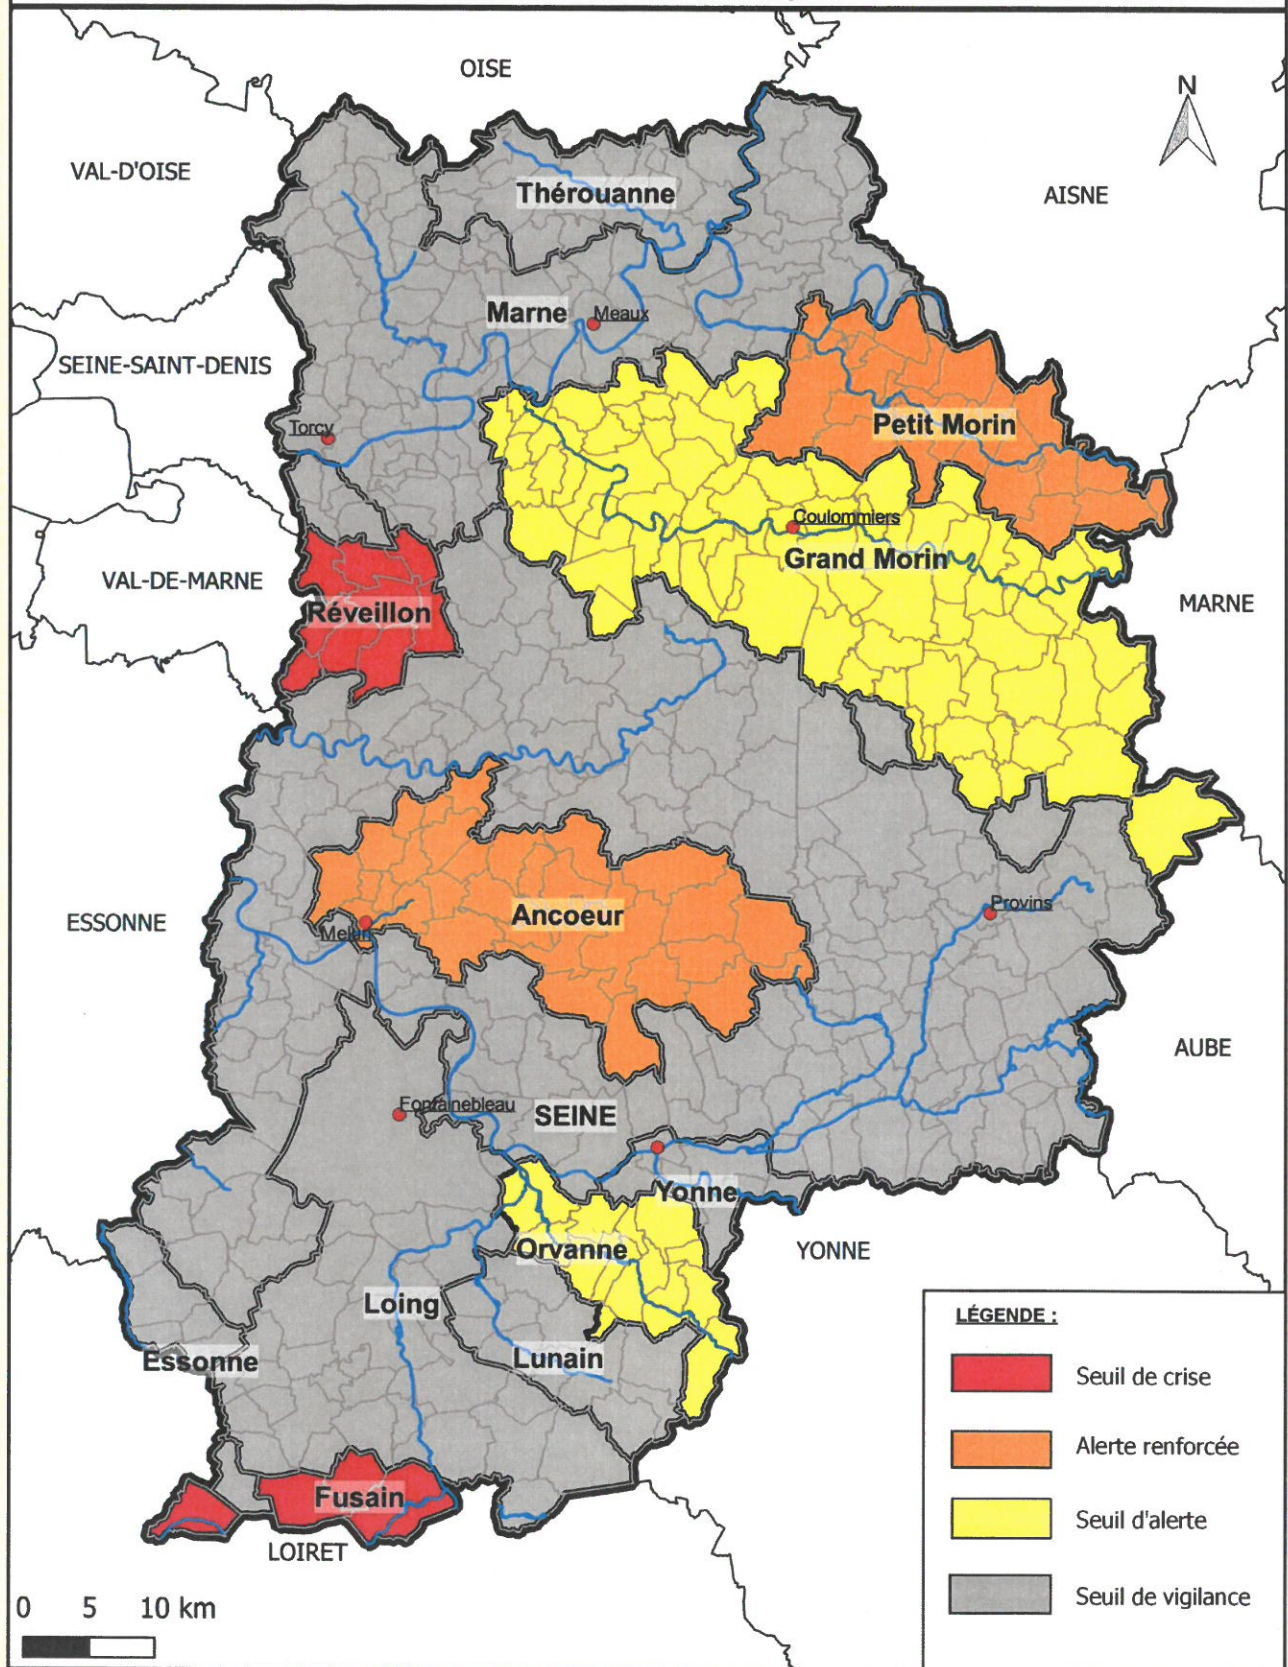 OISE
N
VAL-D'OISE
AISNE
Thérouanne
Marne
Meaux
SEINE-SAINT-DENIS
Torcy
Petit Morin
Coulommiers
Grand Morin
VAL-DE-MARNE
Réveillon
MARNE
ESSONNE
Ancoeur
Provins
Melun
AUBE
Fontainebleau
SEINE
Yonne
Orvanne
YONNE
Loing
Essonne
Lunain
Fusain
LOIRET
0 5 10 km
LÉGENDE :
Seuil de crise
Alerte renforcée
Seuil d'alerte
Seuil de vigilance